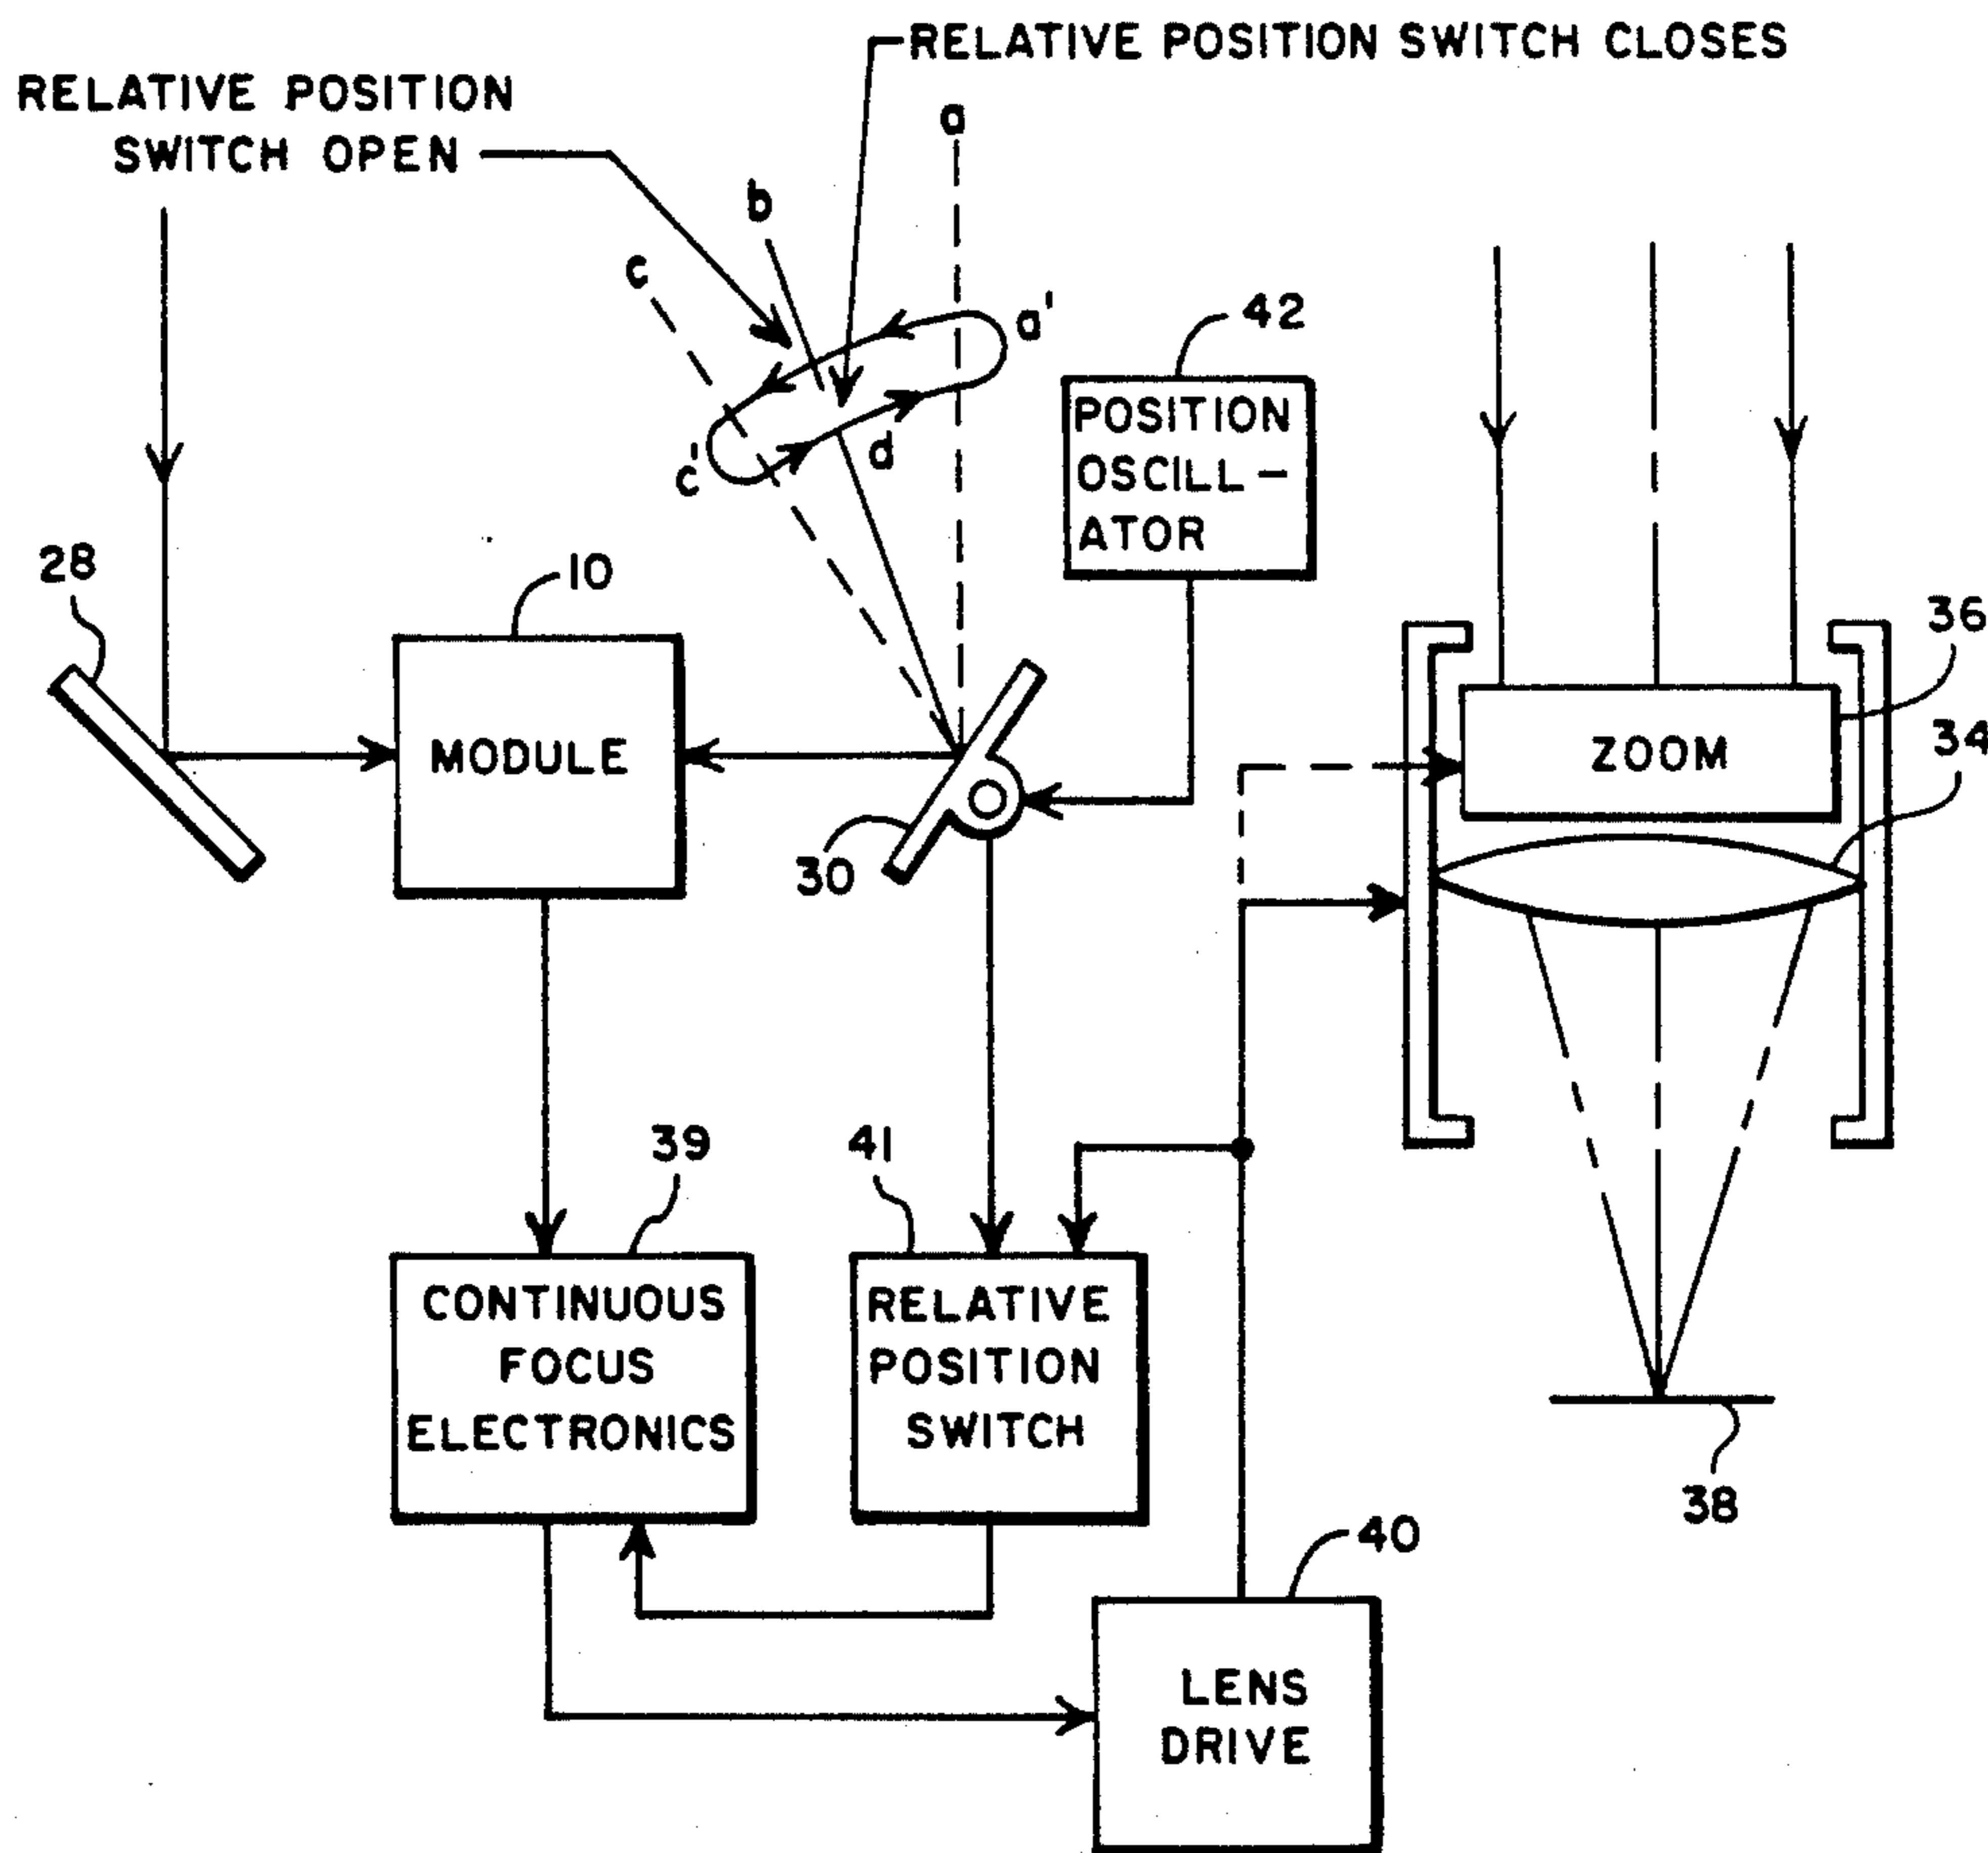 RELATIVE POSITION SWITCH CLOSES
RELATIVE POSITION
SWITCH OPEN
a
b
c
a'
c'
d
42
POSITION
OSCILL-
ATOR
28
10
MODULE
30
36
34
ZOOM
39
41
CONTINUOUS
FOCUS
ELECTRONICS
RELATIVE
POSITION
SWITCH
38
40
LENS
DRIVE